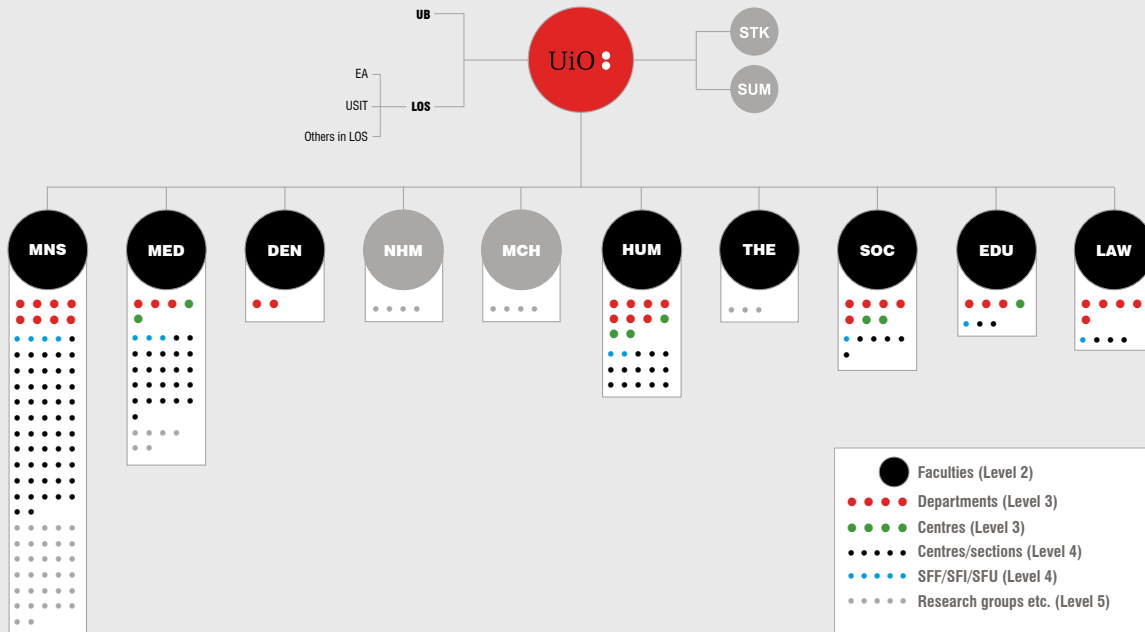 UB
UiO:
STK
EA
SUM
USIT
LOS
Others in LOS
MNS
MED
DEN
NHM
MCH
HUM
THE
SOC
EDU
LAW
Faculties (Level 2)
Departments (Level 3)
Centres (Level 3)
Centres/sections (Level 4)
SFF/SFI/SFU (Level 4)
Research groups etc. (Level 5)